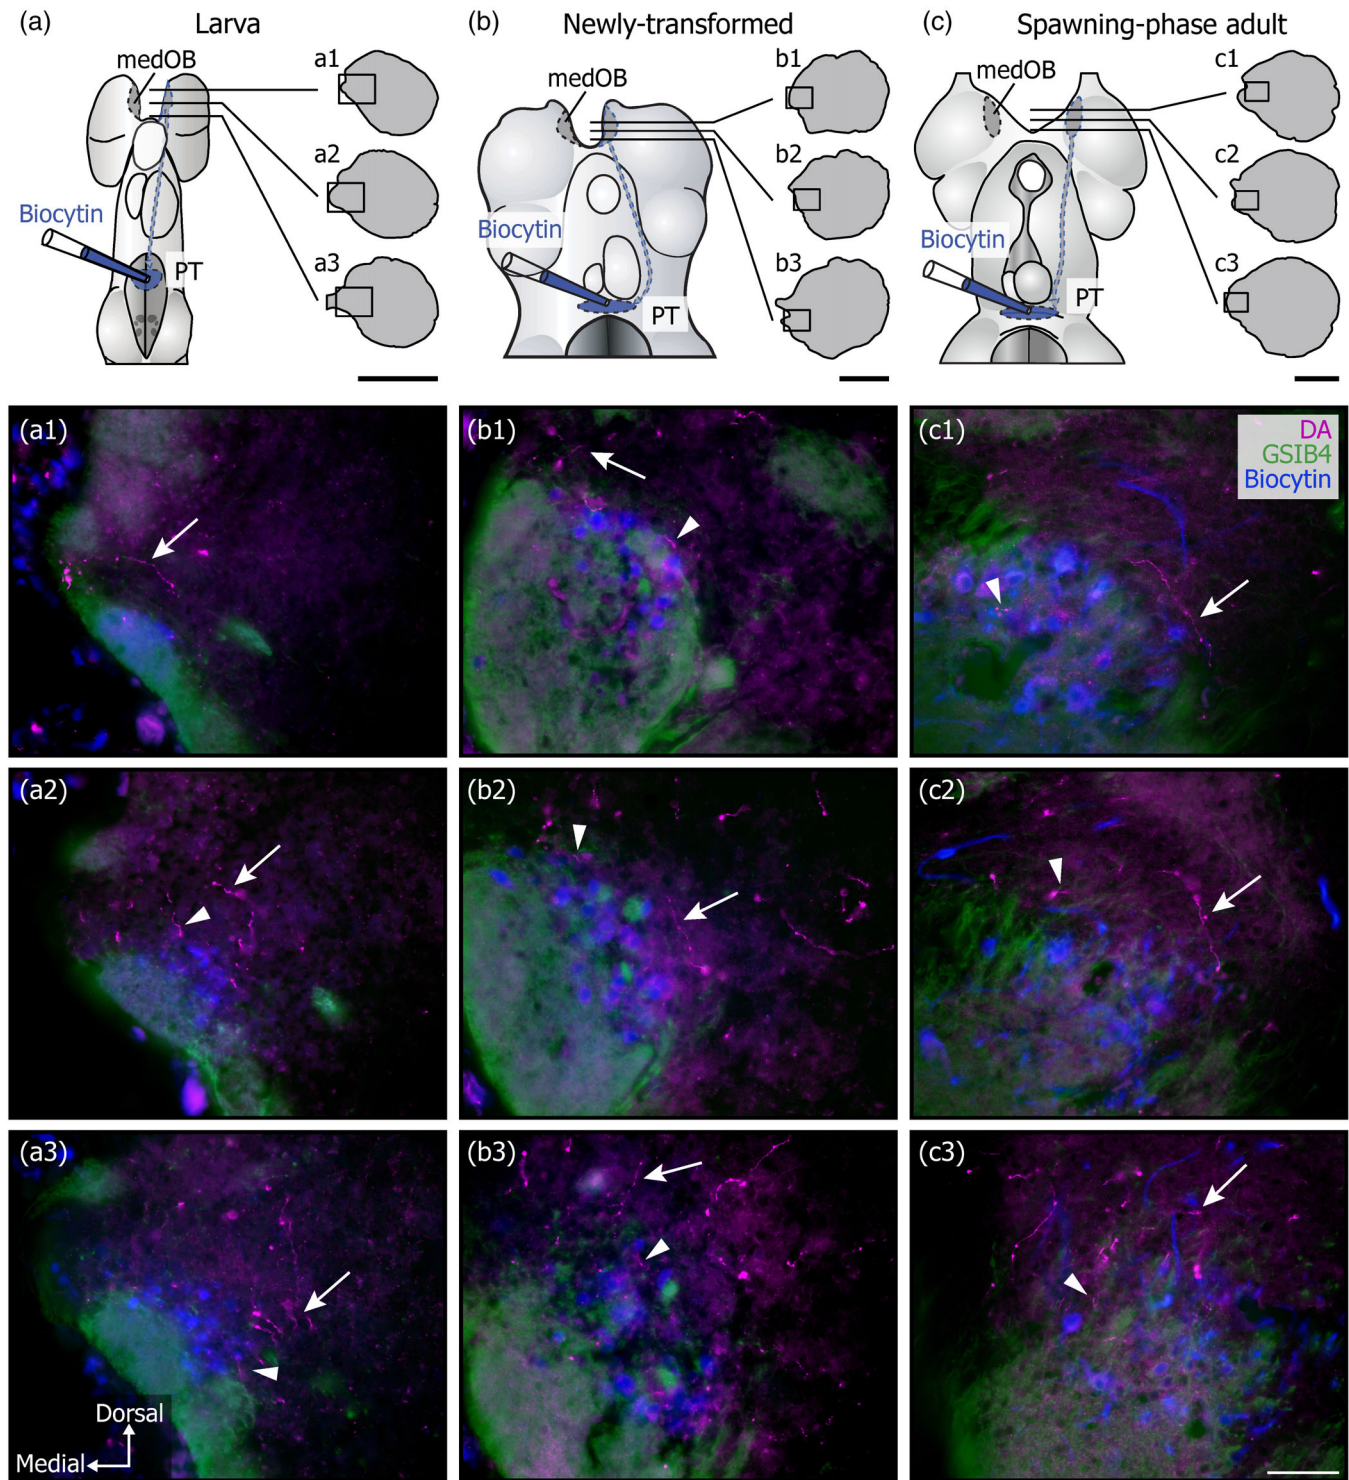 (a) Larva
medOB
a1
a2
Biocytin
PT
a3
(b) Newly-transformed
medOB
b1
b2
Biocytin
PT
b3
(c) Spawning-phase adult
medOB
c1
c2
Biocytin
PT
c3
(a1)
(b1)
(c1)
DA
GSIB4
Biocytin
(a2)
(b2)
(c2)
(a3)
Dorsal
Medial
(b3)
(c3)